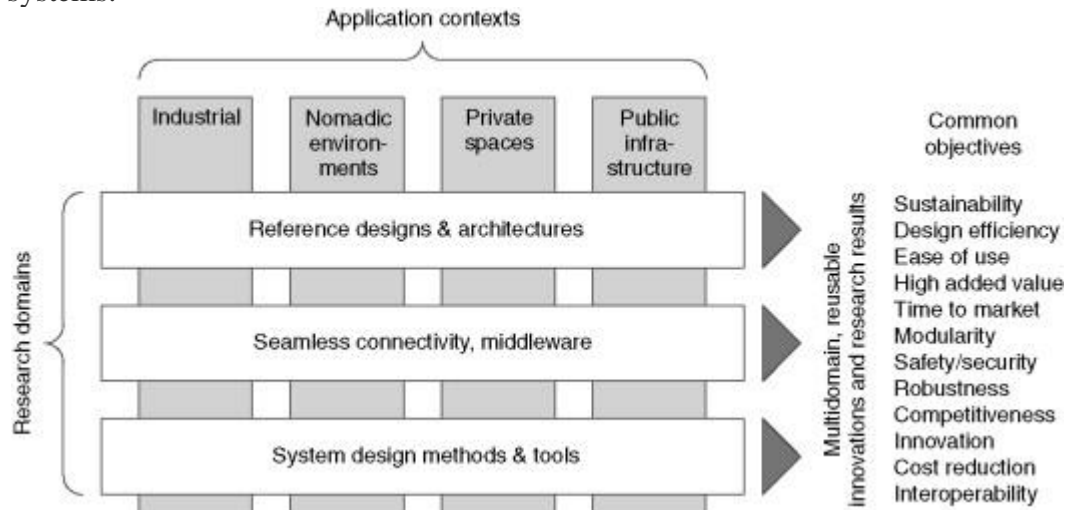 systems.
Application contexts
Industrial
Nomadic
environ-
ments
Private
spaces
Public
infra-
structure
Common
objectives
Research domains
Reference designs & architectures
Seamless connectivity, middleware
System design methods & tools
Multidomain, reusable
innovations and research results
Sustainability
Design efficiency
Ease of use
High added value
Time to market
Modularity
Safety/security
Robustness
Competitiveness
Innovation
Cost reduction
Interoperability